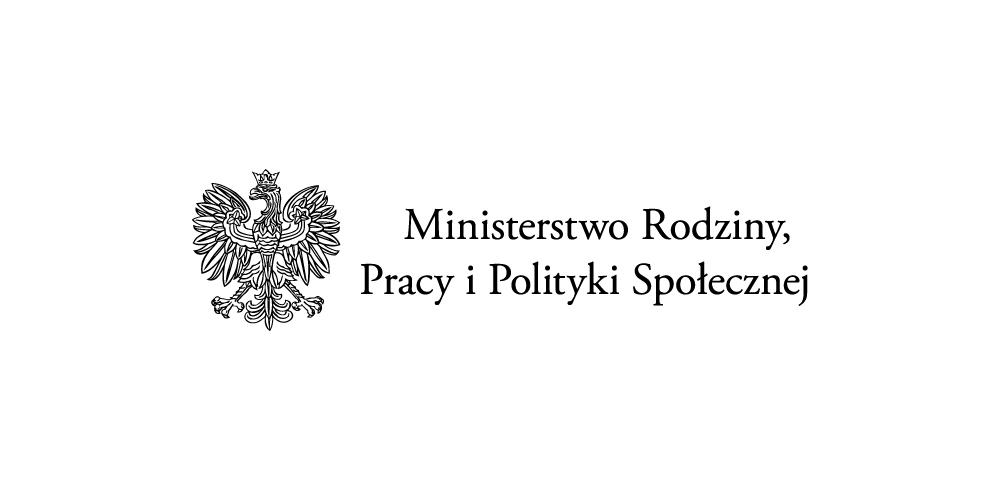 Ministerstwo Rodziny,
Pracy i Polityki Społecznej